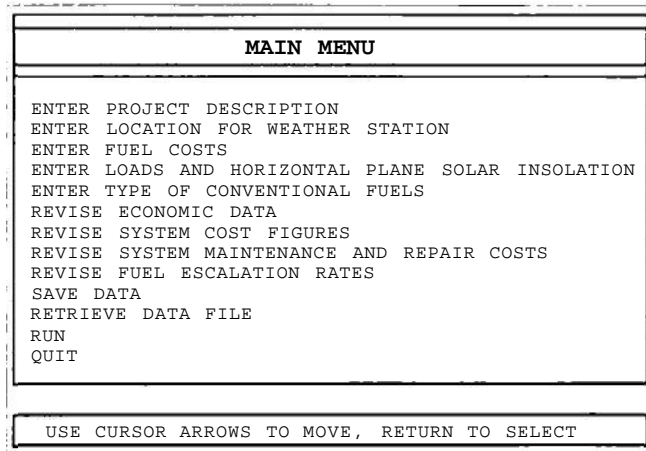 MAIN MENU
ENTER PROJECT DESCRIPTION
ENTER LOCATION FOR WEATHER STATION
ENTER FUEL COSTS
ENTER LOADS AND HORIZONTAL PLANE SOLAR INSOLATION
ENTER TYPE OF CONVENTIONAL FUELS
REVISE ECONOMIC DATA
REVISE SYSTEM COST FIGURES
REVISE SYSTEM MAINTENANCE AND REPAIR COSTS
REVISE FUEL ESCALATION RATES
SAVE DATA
RETRIEVE DATA FILE
RUN
QUIT
USE CURSOR ARROWS TO MOVE, RETURN TO SELECT